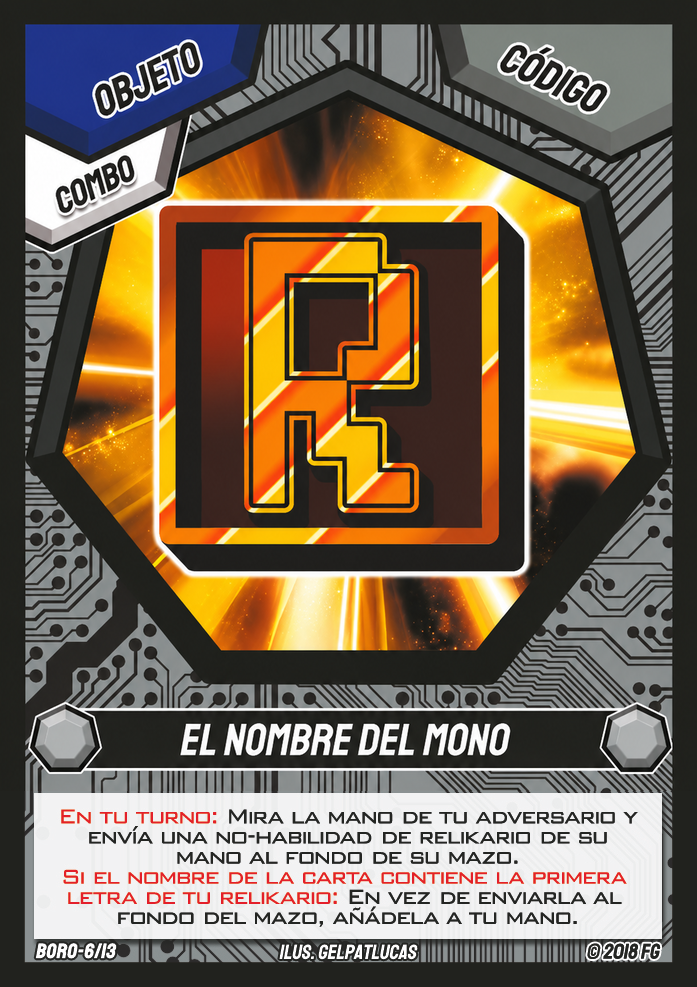 OBJETO
CÓDIGO
COMBO
R
EL NOMBRE DEL MONO
EN TU TURNO: MIRA LA MANO DE TU ADVERSARIO Y
ENVÍA UNA NO-HABILIDAD DE RELIKARIO DE SU
MANO AL FONDO DE SU MAZO.
SI EL NOMBRE DE LA CARTA CONTIENE LA PRIMERA
LETRA DE TU RELIKARIO: EN VEZ DE ENVIARLA AL
FONDO DEL MAZO, AÑÁDELA A TU MANO.
BORO-6/13
ILUS. GELPATLUCAS
© 2018 FG